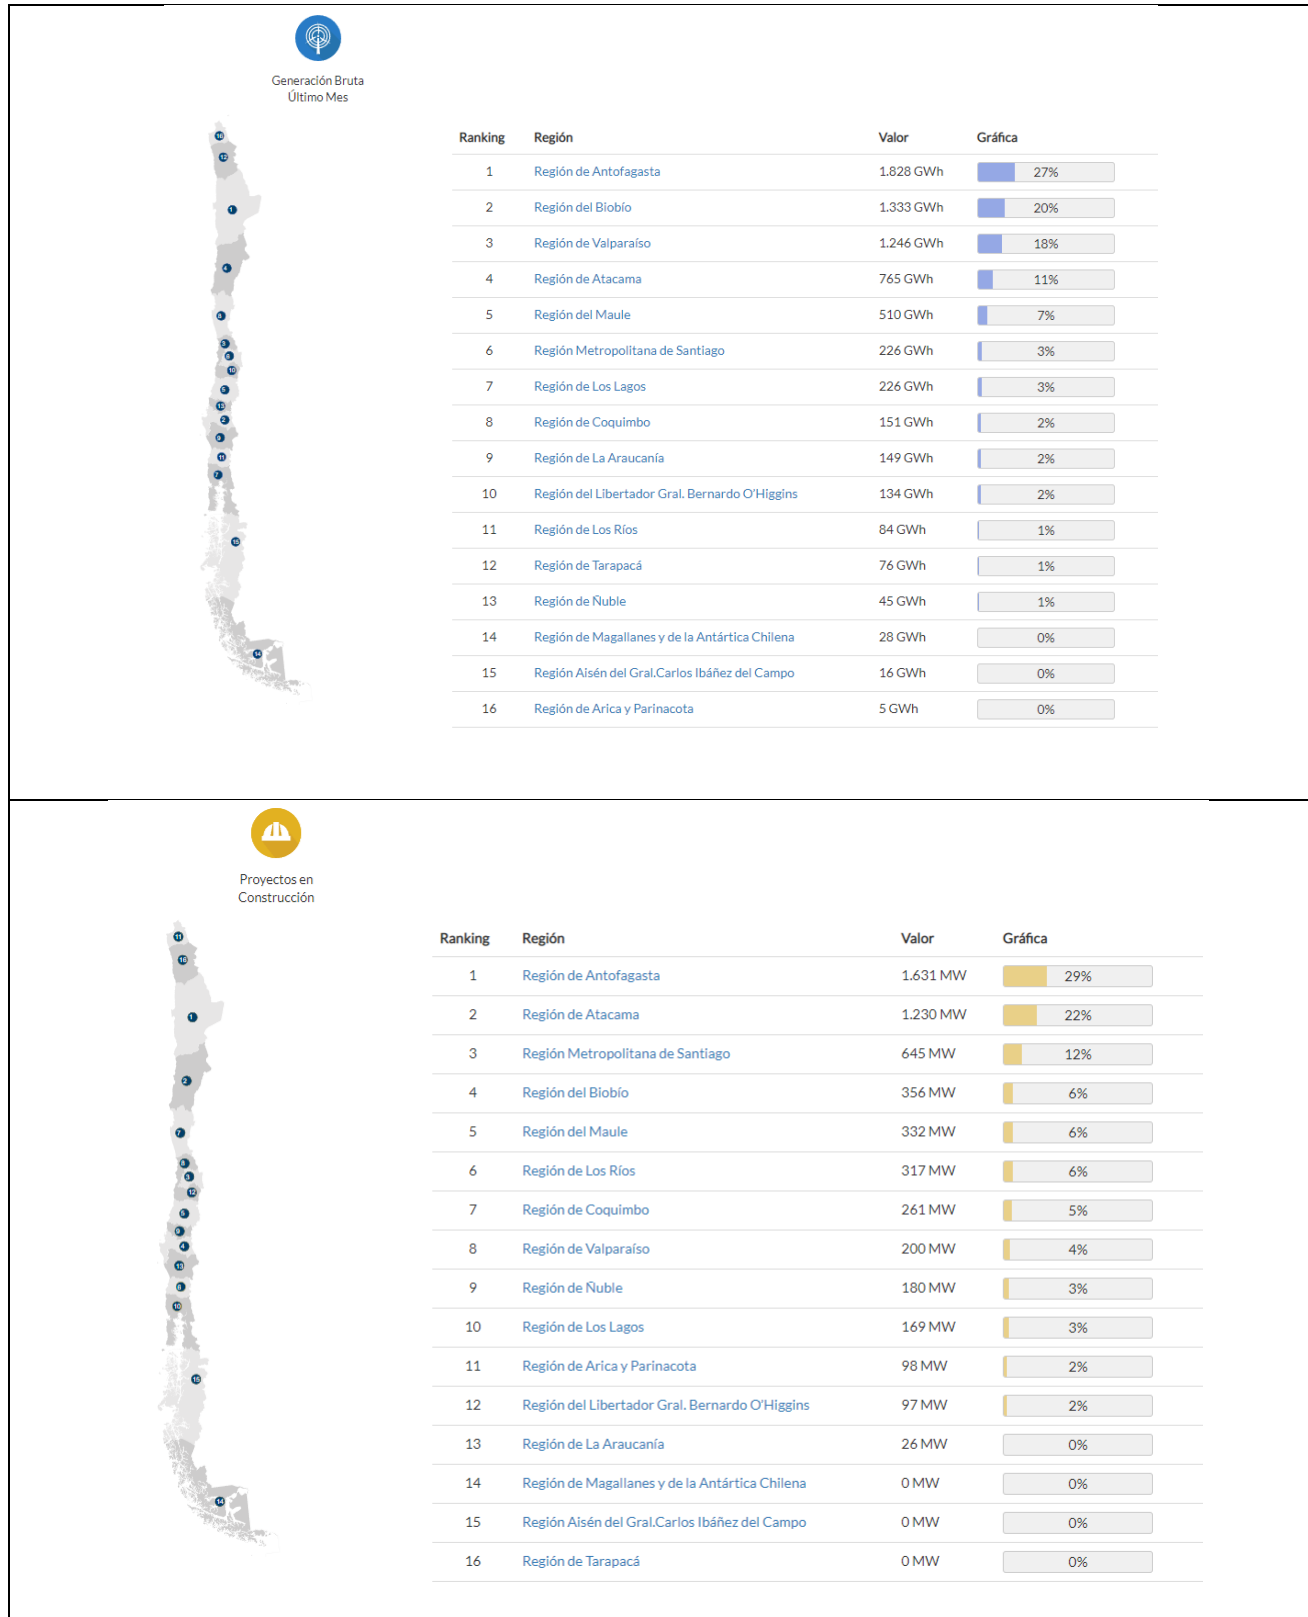 Generación Bruta
Último Mes
Ranking Región Valor Gráfica
1 Región de Antofagasta 1.828 GWh 27%
2 Región del Biobío 1.333 GWh 20%
3 Región de Valparaíso 1.246 GWh 18%
4 Región de Atacama 765 GWh 11%
5 Región del Maule 510 GWh 7%
6 Región Metropolitana de Santiago 226 GWh 3%
7 Región de Los Lagos 226 GWh 3%
8 Región de Coquimbo 151 GWh 2%
9 Región de La Araucanía 149 GWh 2%
10 Región del Libertador Gral. Bernardo O'Higgins 134 GWh 2%
11 Región de Los Ríos 84 GWh 1%
12 Región de Tarapacá 76 GWh 1%
13 Región de Ñuble 45 GWh 1%
14 Región de Magallanes y de la Antártica Chilena 28 GWh 0%
15 Región Aisén del Gral.Carlos Ibáñez del Campo 16 GWh 0%
16 Región de Arica y Parinacota 5 GWh 0%
Proyectos en
Construcción
Ranking Región Valor Gráfica
1 Región de Antofagasta 1.631 MW 29%
2 Región de Atacama 1.230 MW 22%
3 Región Metropolitana de Santiago 645 MW 12%
4 Región del Biobío 356 MW 6%
5 Región del Maule 332 MW 6%
6 Región de Los Ríos 317 MW 6%
7 Región de Coquimbo 261 MW 5%
8 Región de Valparaíso 200 MW 4%
9 Región de Ñuble 180 MW 3%
10 Región de Los Lagos 169 MW 3%
11 Región de Arica y Parinacota 98 MW 2%
12 Región del Libertador Gral. Bernardo O'Higgins 97 MW 2%
13 Región de La Araucanía 26 MW 0%
14 Región de Magallanes y de la Antártica Chilena 0 MW 0%
15 Región Aisén del Gral.Carlos Ibáñez del Campo 0 MW 0%
16 Región de Tarapacá 0 MW 0%